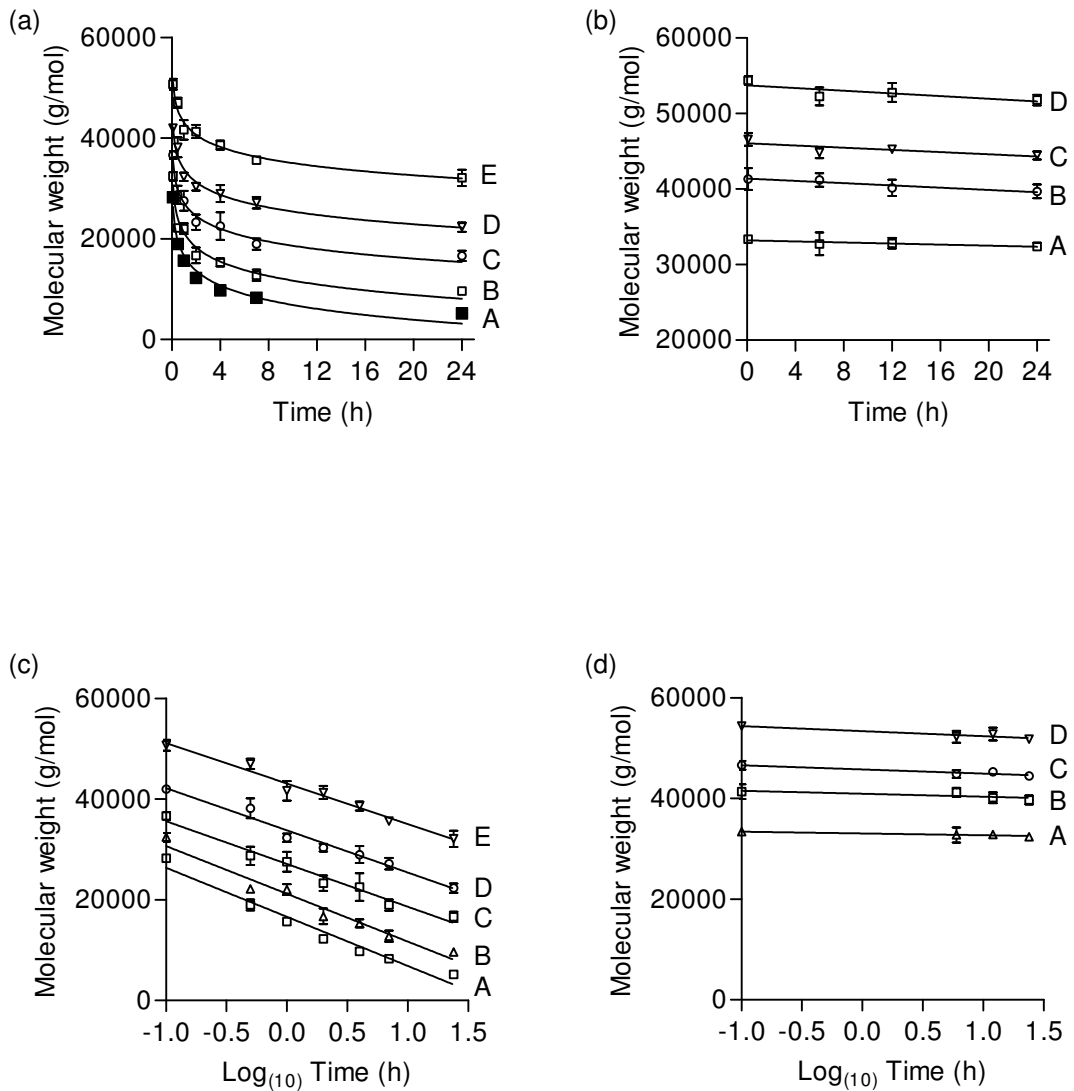 (a)
Molecular weight (g/mol)
60000
40000
20000
0
E
D
C
B
A
0 4 8 12 16 20 24
Time (h)
(b)
Molecular weight (g/mol)
60000
50000
40000
30000
20000
D
C
B
A
0 4 8 12 16 20 24
Time (h)
(c)
Molecular weight (g/mol)
60000
40000
20000
0
E
D
C
B
A
-1.0 -0.5 0.0 0.5 1.0 1.5
Log(10) Time (h)
(d)
Molecular weight (g/mol)
60000
40000
20000
0
D
C
B
A
-1.0 -0.5 0.0 0.5 1.0 1.5
Log(10) Time (h)